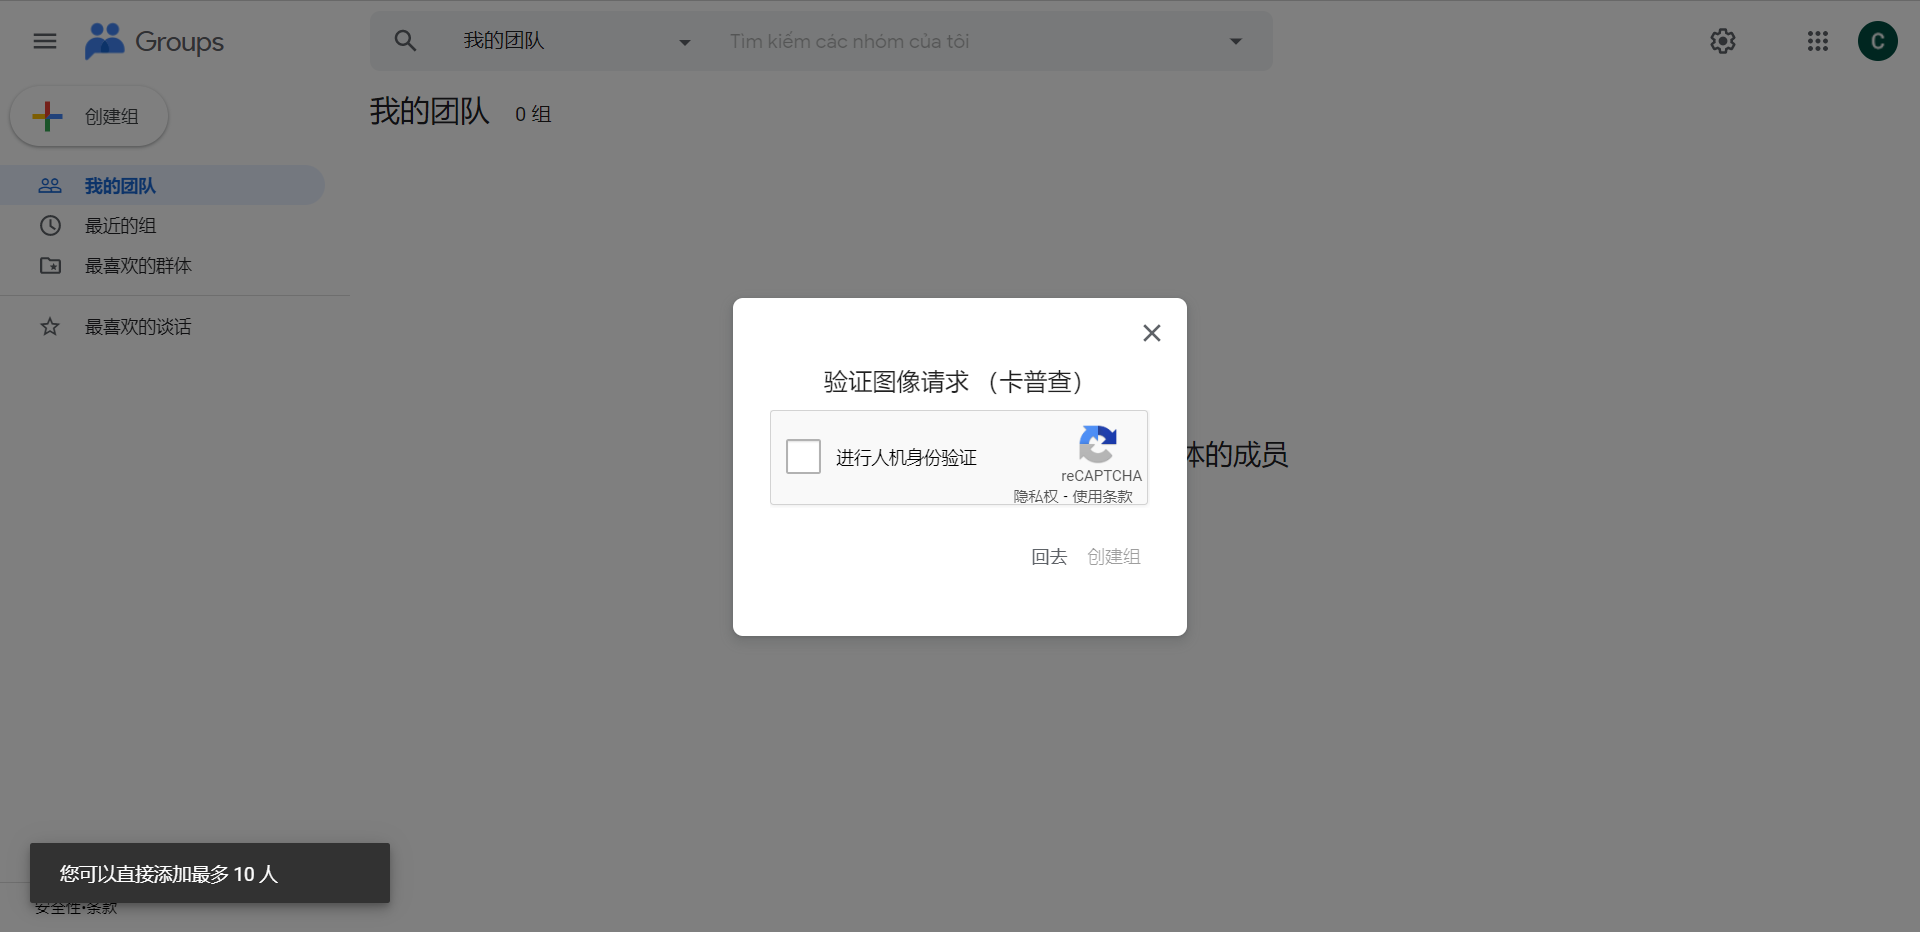 Groups
我的团队
Tìm kiếm các nhóm của tôi
C
创建组
我的团队
0 组
我的团队
最近的组
最喜欢的群体
最喜欢的谈话
验证图像请求 （卡普查）
进行人机身份验证
reCAPTCHA
隐私权 - 使用条款
体的成员
回去
创建组
您可以直接添加最多 10 人
安全性•条款